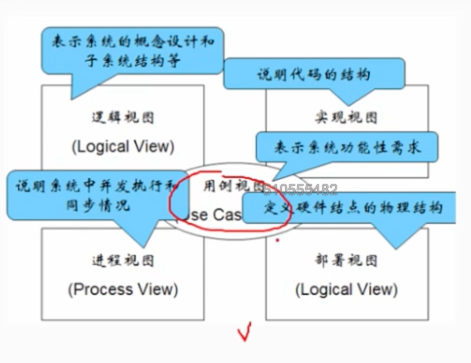 表示系统的概念设计和
子系统结构等
说明代码的结构
逻辑视图
(Logical View)
实现视图
表示系统功能性需求
说明系统中并发执行和
同步情况
用例视图
610555482
Use Cas
定义硬件结点的物理结构
进程视图
(Process View)
部署视图
(Logical View)